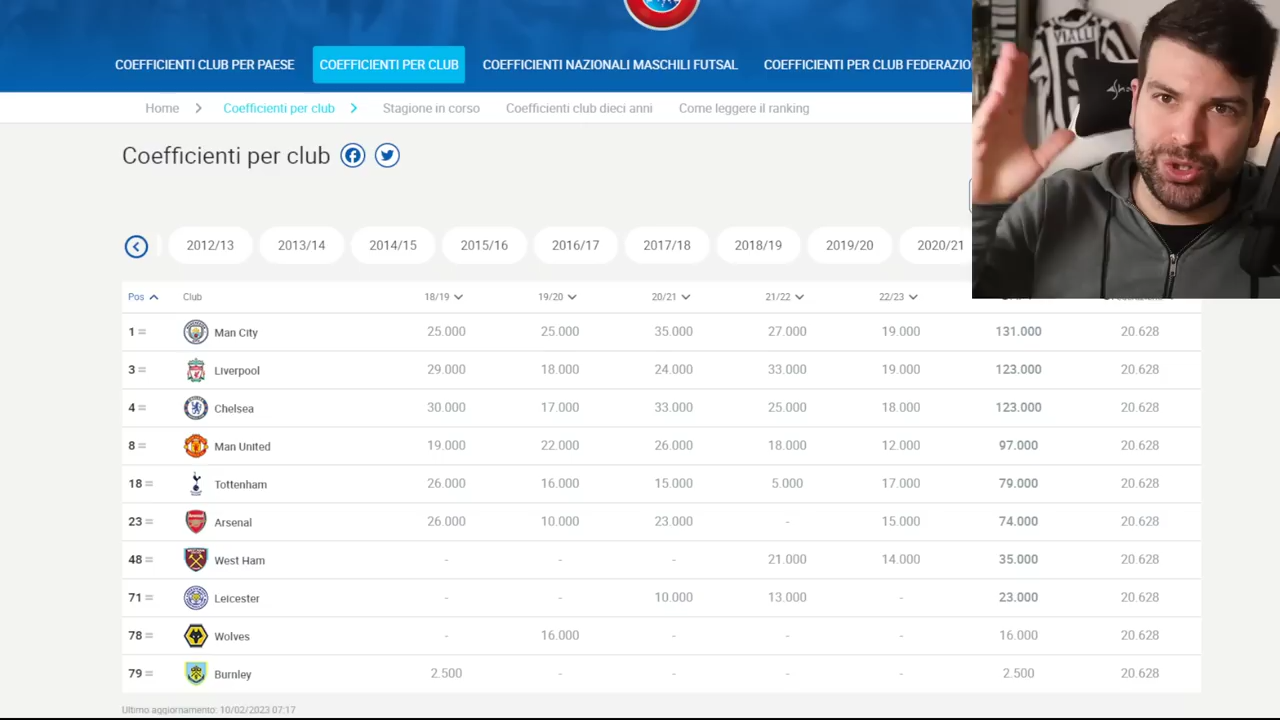 COEFFICIENTI CLUB PER PAESE COEFFICIENTI PER CLUB COEFFICIENTI NAZIONALI MASCHILI FUTSAL COEFFICIENTI PER CLUB FEDERAZIO
Home Coefficienti per club Stagione in corso Coefficienti club dieci anni Come leggere il ranking
Coefficienti per club
VIALLI
2012/13 2013/14 2014/15 2015/16 2016/17 2017/18 2018/19 2019/20 2020/21
Pos Club 18/19 19/20 20/21 21/22 22/23
1 = Man City 25.000 25.000 35.000 27.000 19.000 131.000 20.628
3 = Liverpool 29.000 18.000 24.000 33.000 19.000 123.000 20.628
4 = Chelsea 30.000 17.000 33.000 25.000 18.000 123.000 20.628
8 = Man United 19.000 22.000 26.000 18.000 12.000 97.000 20.628
18 = Tottenham 26.000 16.000 15.000 5.000 17.000 79.000 20.628
23 = Arsenal 26.000 10.000 23.000 - 15.000 74.000 20.628
48 = West Ham - - - 21.000 14.000 35.000 20.628
71 = Leicester - - 10.000 13.000 - 23.000 20.628
78 = Wolves - 16.000 - - - 16.000 20.628
79 = Burnley 2.500 - - - - 2.500 20.628
Ultimo aggiornamento: 10/02/2023 07:17